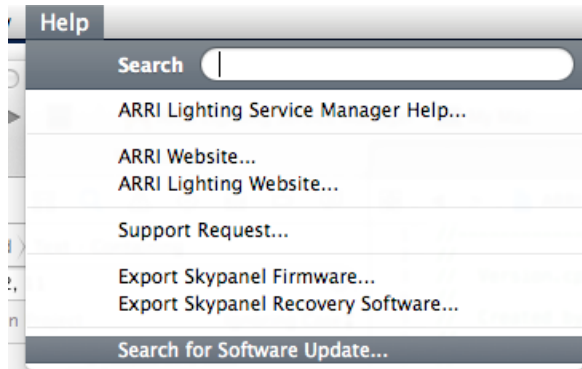 Help
Search
ARRI Lighting Service Manager Help...
ARRI Website...
ARRI Lighting Website...
Support Request...
Export Skypanel Firmware...
Export Skypanel Recovery Software...
Search for Software Update...